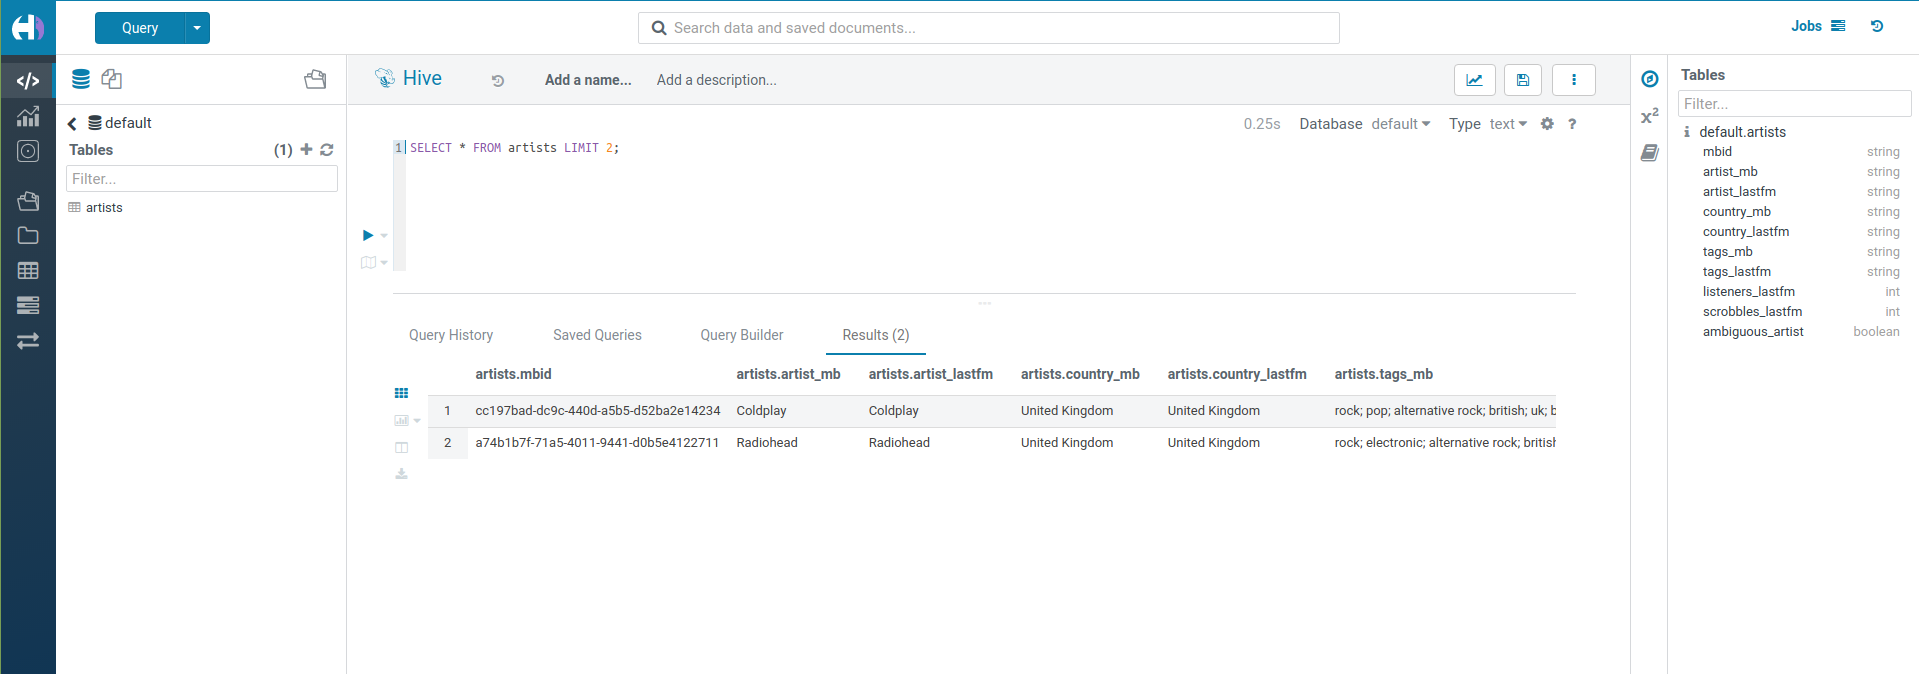 Query
Search data and saved documents...
Jobs
default
Tables (1)
Filter...
artists
Hive
Add a name...
Add a description...
0.25s Database default Type text ?
1 SELECT * FROM artists LIMIT 2;
Query History Saved Queries Query Builder Results (2)
artists.mbid artists.artist_mb artists.artist_lastfm artists.country_mb artists.country_lastfm artists.tags_mb
1 cc197bad-dc9c-440d-a5b5-d52ba2e14234 Coldplay Coldplay United Kingdom United Kingdom rock; pop; alternative rock; british; uk; b
2 a74b1b7f-71a5-4011-9441-d0b5e4122711 Radiohead Radiohead United Kingdom United Kingdom rock; electronic; alternative rock; british
x²
Tables
Filter...
default.artists
mbid string
artist_mb string
artist_lastfm string
country_mb string
country_lastfm string
tags_mb string
tags_lastfm string
listeners_lastfm int
scrobbles_lastfm int
ambiguous_artist boolean